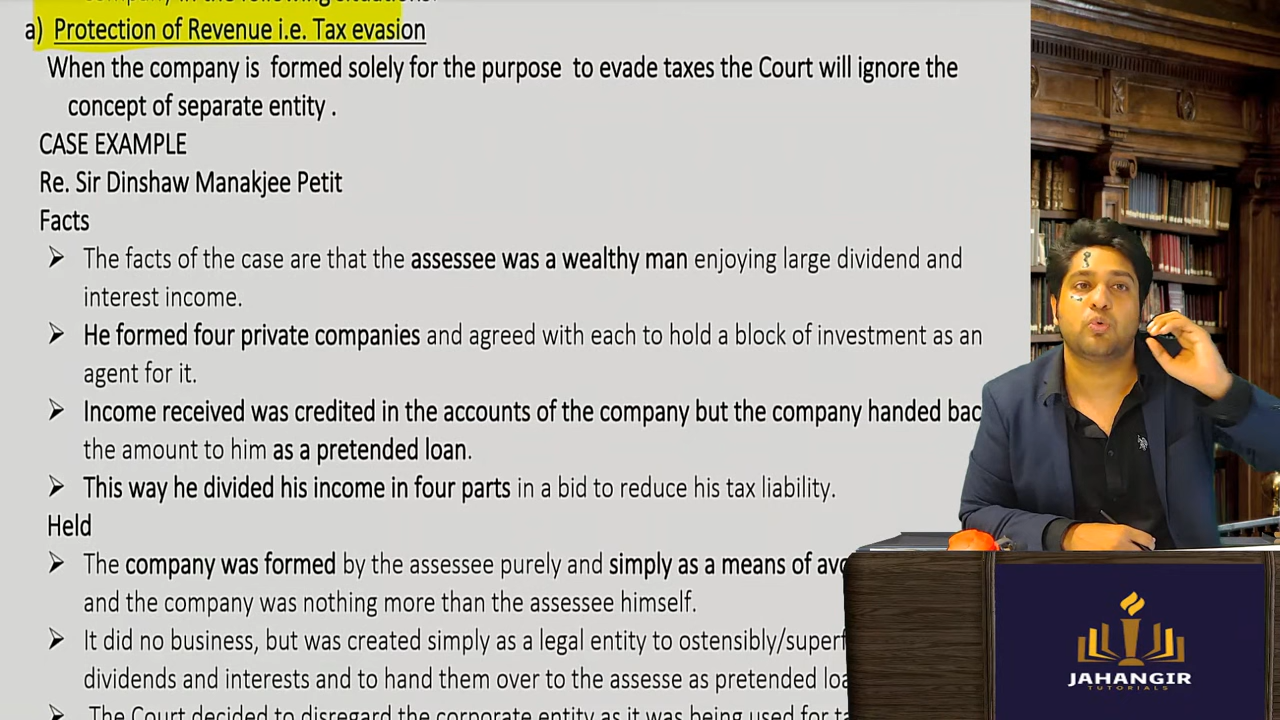 a) Protection of Revenue i.e. Tax evasion
When the company is formed solely for the purpose to evade taxes the Court will ignore the
concept of separate entity .
CASE EXAMPLE
Re. Sir Dinshaw Manakjee Petit
Facts
➢ The facts of the case are that the assessee was a wealthy man enjoying large dividend and
interest income.
➢ He formed four private companies and agreed with each to hold a block of investment as an
agent for it.
➢ Income received was credited in the accounts of the company but the company handed bac
the amount to him as a pretended loan.
➢ This way he divided his income in four parts in a bid to reduce his tax liability.
Held
➢ The company was formed by the assessee purely and simply as a means of
and the company was nothing more than the assessee himself.
➢ It did no business, but was created simply as a legal entity to
dividends and interests and to hand them over to the assesse as pretended
➢ The Court decided to disregard the corporate entity as it was being used for
JAHANGIR
TUTORIALS